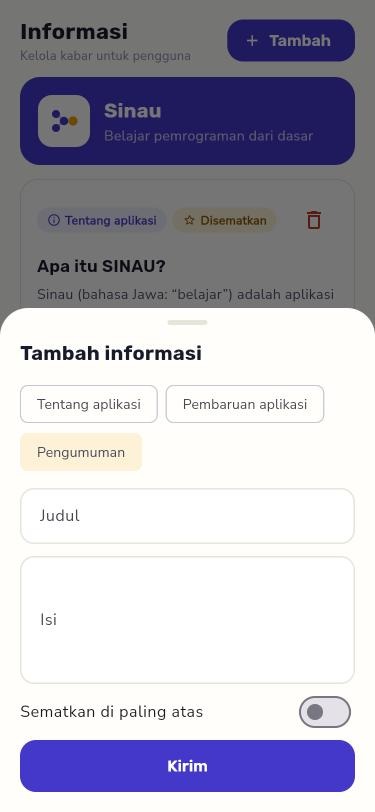 Informasi
Kelola kabar untuk pengguna
+ Tambah
Sinau
Belajar pemrograman dari dasar
Tentang aplikasi
Disematkan
Apa itu SINAU?
Sinau (bahasa Jawa: “belajar”) adalah aplikasi
Tambah informasi
Tentang aplikasi
Pembaruan aplikasi
Pengumuman
Judul
Isi
Sematkan di paling atas
Kirim